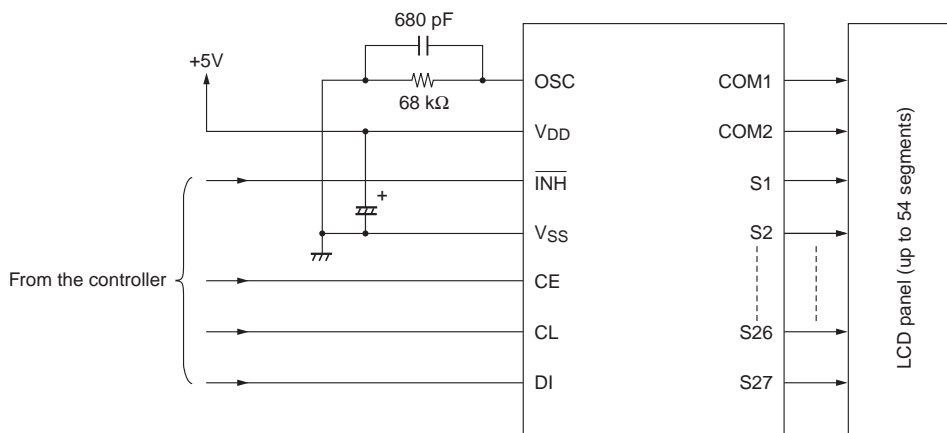 680 pF
+5V
68 kΩ
OSC
COM1
VDD
COM2
INH
S1
+
VSS
S2
From the controller
CE
CL
S26
DI
S27
LCD panel (up to 54 segments)